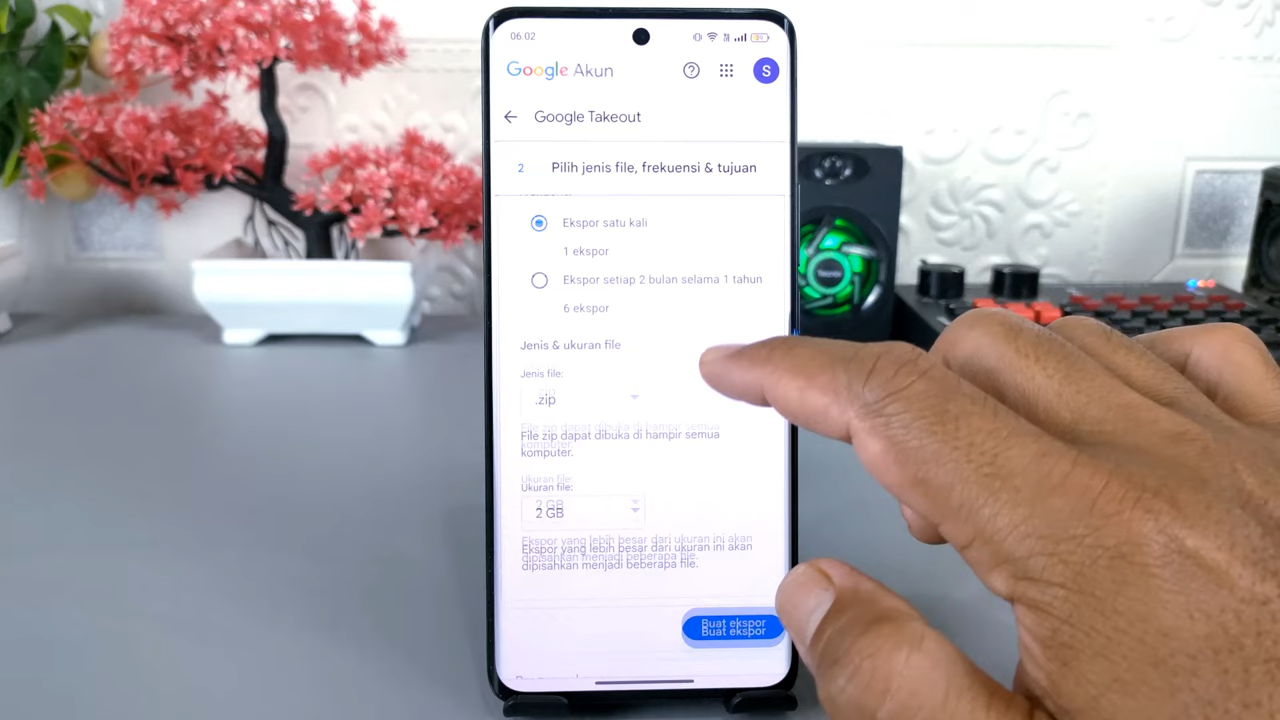 06.02
Google Akun
S
Google Takeout
2 Pilih jenis file, frekuensi & tujuan
Ekspor satu kali
1 ekspor
Ekspor setiap 2 bulan selama 1 tahun
6 ekspor
Jenis & ukuran file
Jenis file:
.zip
File zip dapat dibuka di hampir semua
komputer.
Ukuran file:
2 GB
Ekspor yang lebih besar dari ukuran ini akan
dipisahkan menjadi beberapa file.
Buat ekspor